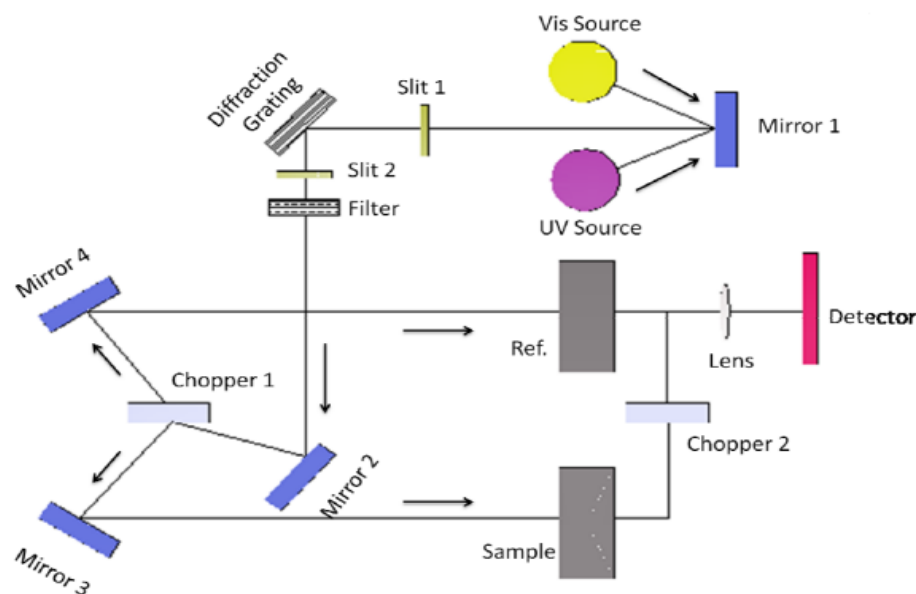 Vis Source
Slit 1
Diffraction
Grating
Mirror 1
Slit 2
Filter
UV Source
Mirror 4
Ref.
Lens
Detector
Chopper 1
Chopper 2
Mirror 2
Sample
Mirror 3